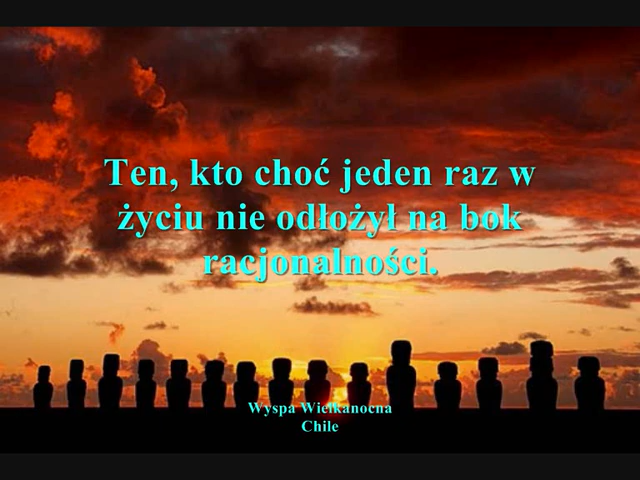 Ten, kto choć jeden raz w
życiu nie odłożył na bok
racjonalności.
Wyspa Wielkanocna
Chile